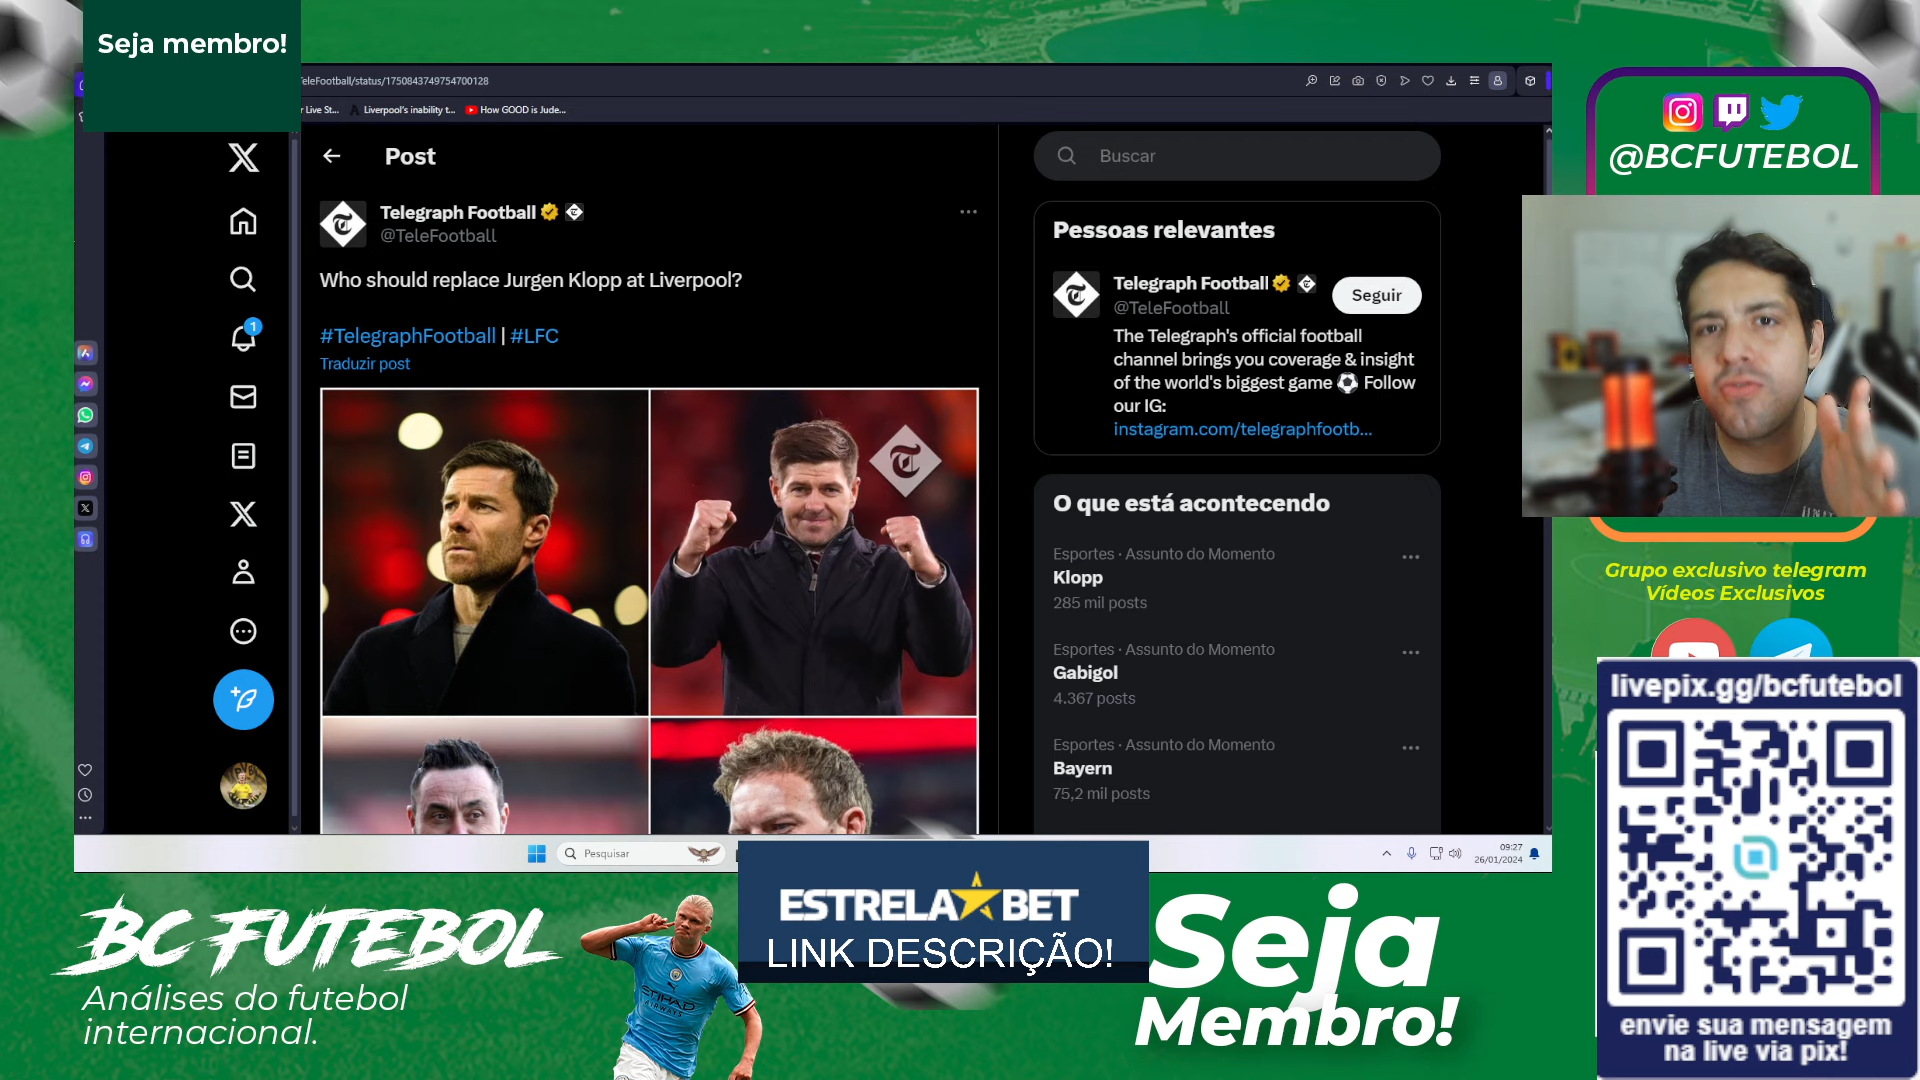 Seja membro!
TeleFootball/status/1750843749754700128
r Live St...
Liverpool's inability t...
How GOOD is Jude...
Post
Buscar
Telegraph Football
@TeleFootball
Who should replace Jurgen Klopp at Liverpool?
#TelegraphFootball | #LFC
Traduzir post
Pessoas relevantes
Telegraph Football
@TeleFootball
Seguir
The Telegraph's official football
channel brings you coverage & insight
of the world's biggest game ⚽ Follow
our IG:
instagram.com/telegraphfootb...
O que está acontecendo
Esportes · Assunto do Momento
Klopp
285 mil posts
Esportes · Assunto do Momento
Gabigol
4.367 posts
Esportes · Assunto do Momento
Bayern
75,2 mil posts
1
Pesquisar
09:27
26/01/2024
@BCFUTEBOL
Grupo exclusivo telegram
Vídeos Exclusivos
livepix.gg/bcfutebol
envie sua mensagem
na live via pix!
BC FUTEBOL
Análises do futebol
internacional.
ETIHAD
AIRWAYS
ESTRELA BET
LINK DESCRIÇÃO!
Seja
Membro!